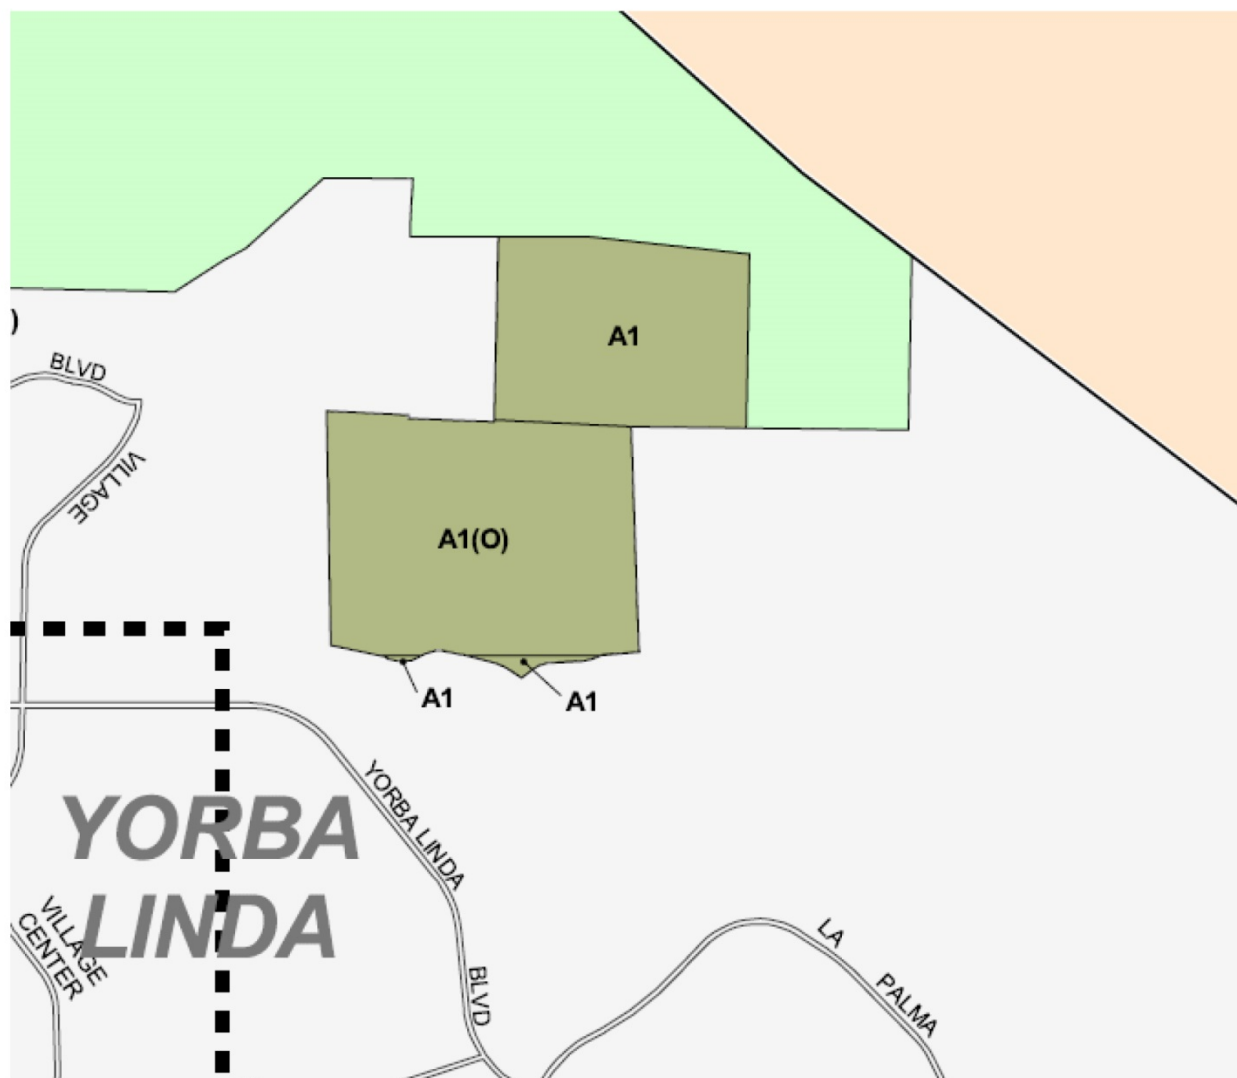 )
A1
BLVD
VILLAGE
A1(O)
A1
A1
YORBA LINDA
BLVD
YORBA
LINDA
VILLAGE
CENTER
LA
PALMA